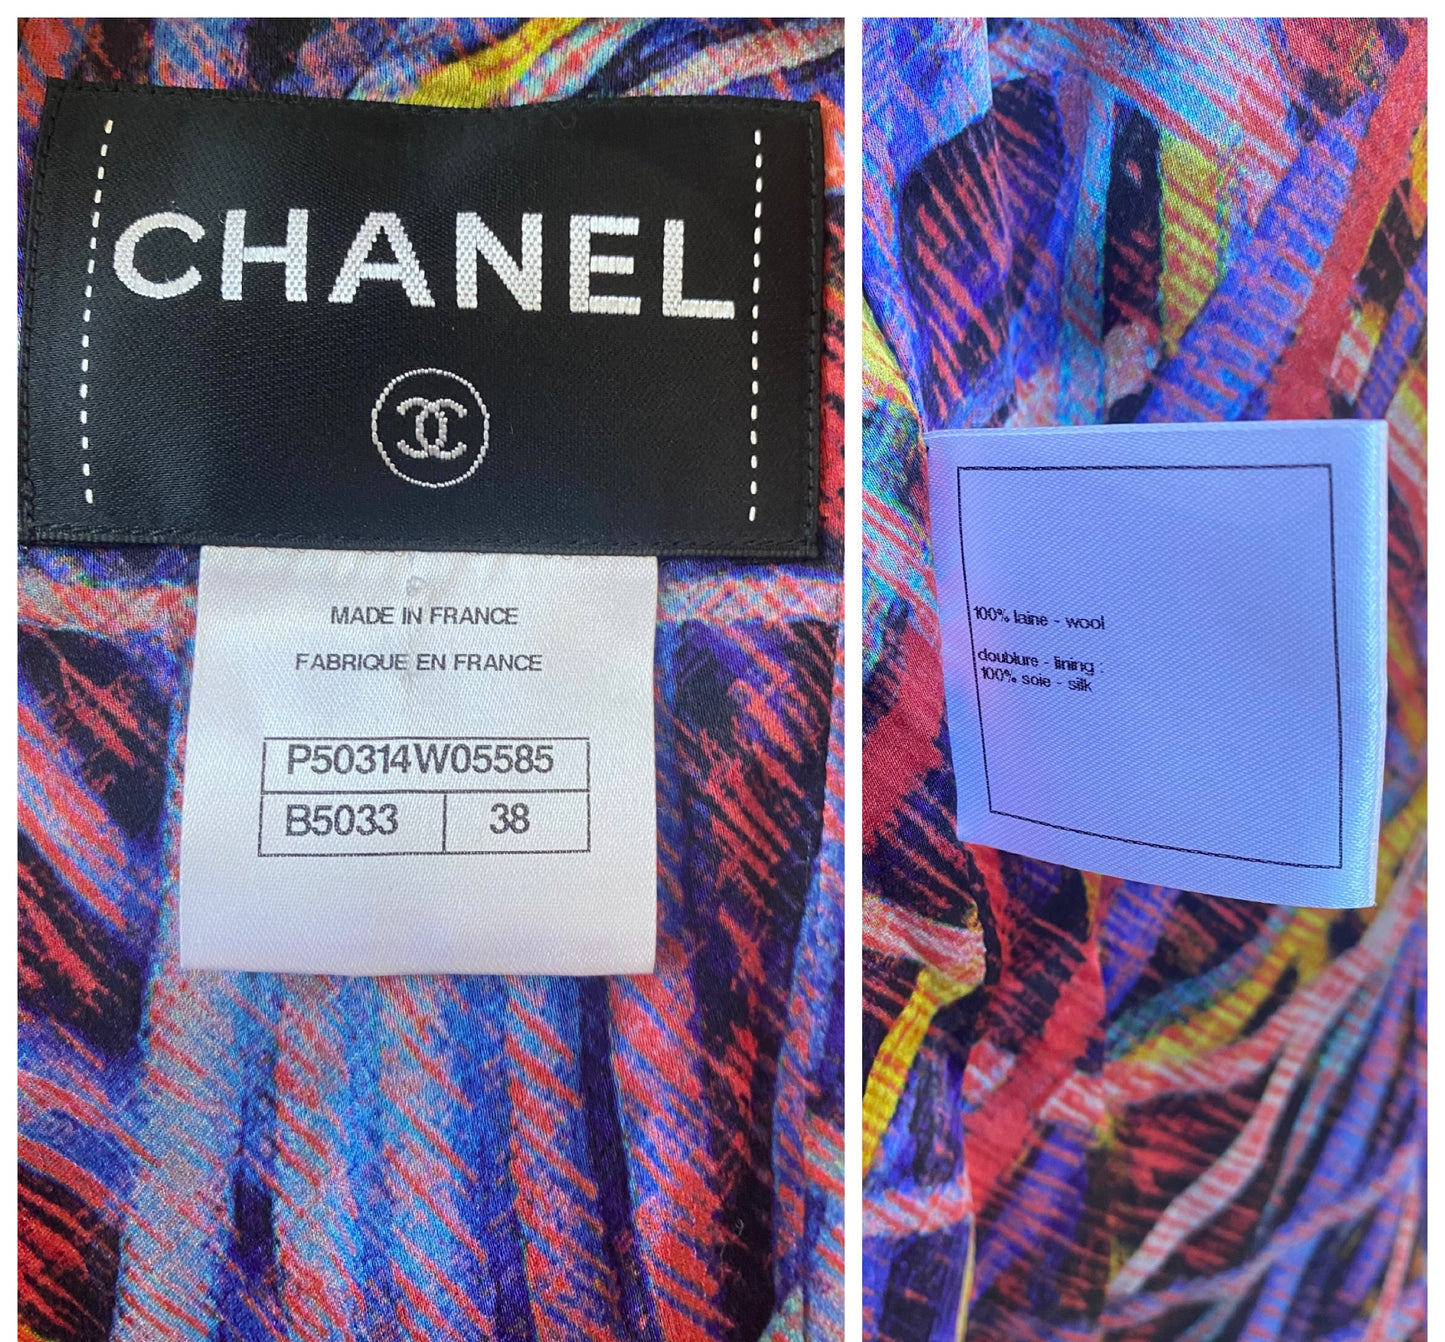 CHANEL
MADE IN FRANCE
FABRIQUE EN FRANCE
P50314W05585
B5033 38
100% laine - wool
doublure - lining :
100% soie - silk